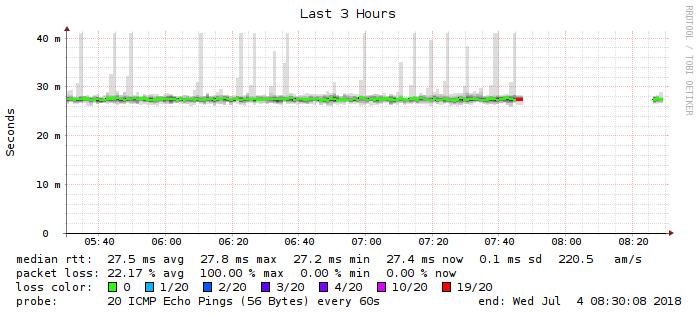 Last 3 Hours
RRDTOOL / TOBI OETIKER
Seconds
40 m
30 m
20 m
10 m
0
05:40 06:00 06:20 06:40 07:00 07:20 07:40 08:00 08:20
median rtt: 27.5 ms avg 27.8 ms max 27.2 ms min 27.4 ms now 0.1 ms sd 220.5 am/s
packet loss: 22.17 % avg 100.00 % max 0.00 % min 0.00 % now
loss color: 0 1/20 2/20 3/20 4/20 10/20 19/20
probe: 20 ICMP Echo Pings (56 Bytes) every 60s end: Wed Jul 4 08:30:08 2018